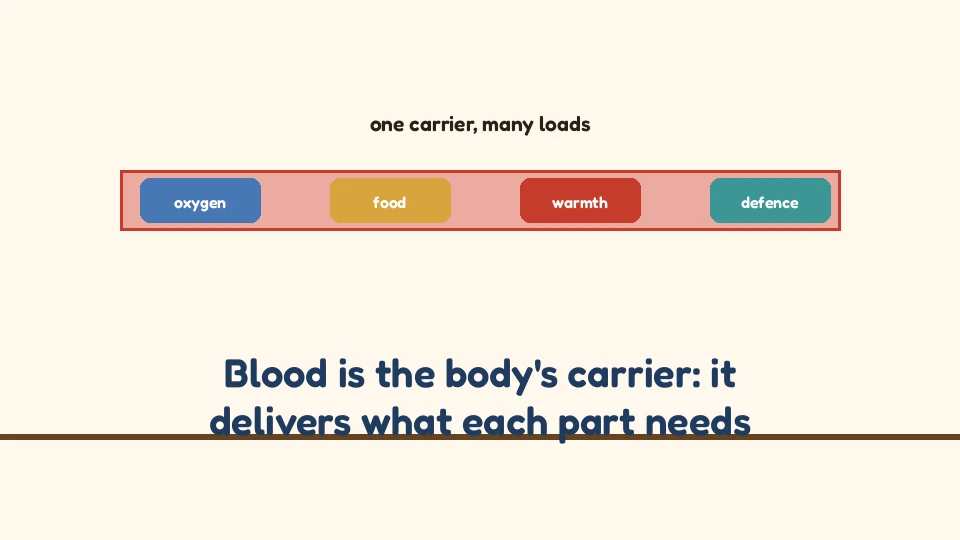 one carrier, many loads
oxygen food warmth defence
Blood is the body's carrier: it
delivers what each part needs